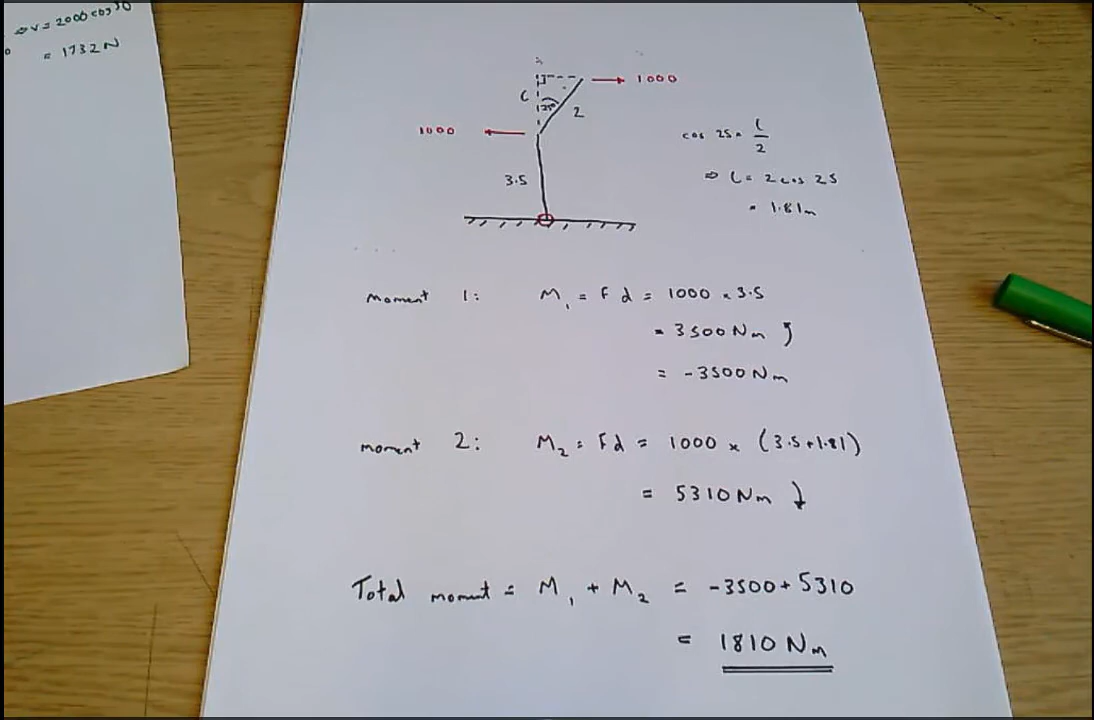 ⇒ V = 2000 cos 30
= 1732 N
1000
L
25°
2
1000
3.5
cos 25 = L/2
⇒ L = 2 cos 25
= 1.81m
Moment 1: M₁ = Fd = 1000 × 3.5
= 3500 Nm
= -3500 Nm
moment 2: M₂ = Fd = 1000 × (3.5+1.81)
= 5310 Nm
Total moment = M₁ + M₂ = -3500 + 5310
= 1810 Nm